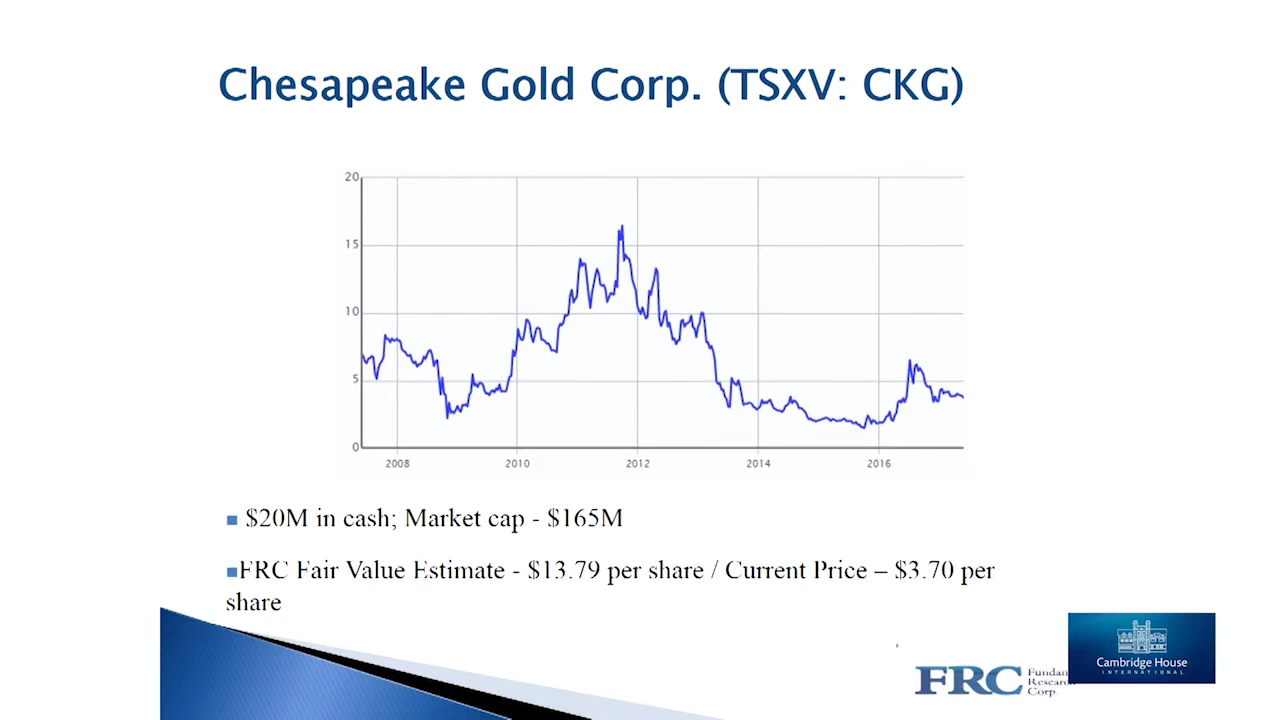 Chesapeake Gold Corp. (TSXV: CKG)
20
15
10
5
0
2008 2010 2012 2014 2016
$20M in cash; Market cap - $165M
FRC Fair Value Estimate - $13.79 per share / Current Price – $3.70 per
share
FRC
Research
Corp.
Cambridge House
INTERNATIONAL